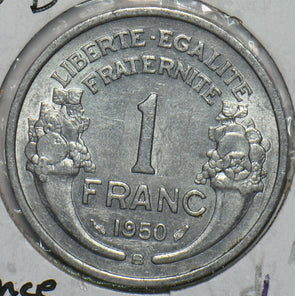 LIBERTE · EGALITE
FRATERNITE
1
FRANC
1950
B